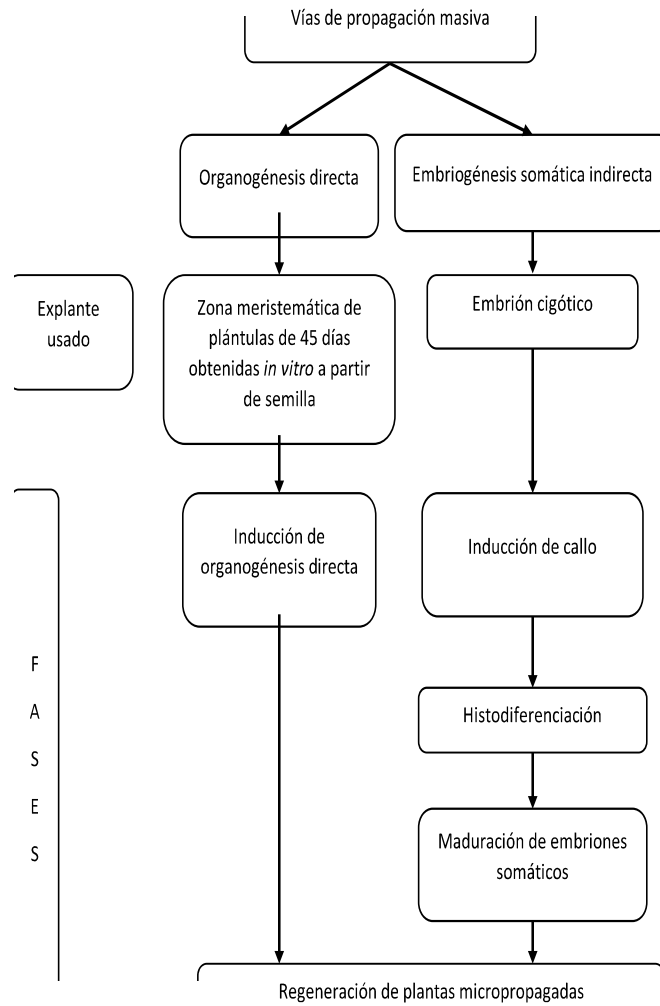 Vías de propagación masiva
Organogénesis directa
Embriogénesis somática indirecta
Explante
usado
Zona meristemática de
plántulas de 45 días
obtenidas in vitro a partir
de semilla
Embrión cigótico
Inducción de
organogénesis directa
Inducción de callo
F
A
S
E
S
Histodiferenciación
Maduración de embriones
somáticos
Regeneración de plantas micropropagadas